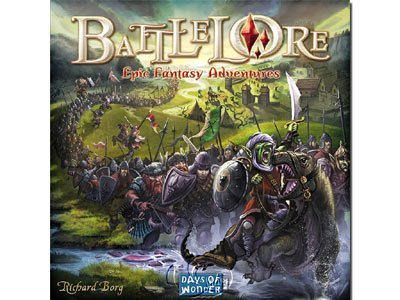 BATTLELORE
Epic Fantasy Adventures
Richard Borg
DAYS OF
WONDER